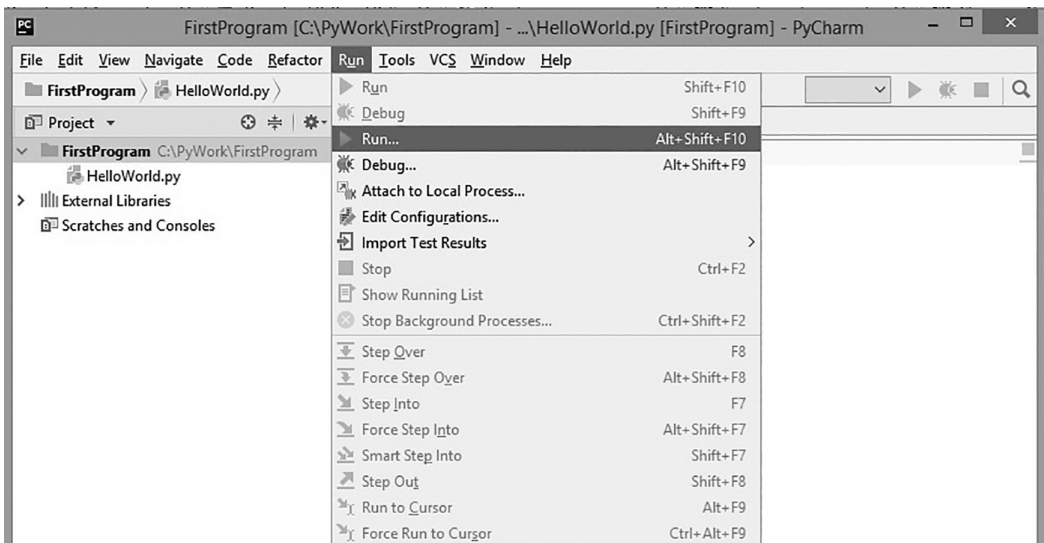 PC FirstProgram [C:\PyWork\FirstProgram] - ...\HelloWorld.py [FirstProgram] - PyCharm
File Edit View Navigate Code Refactor Run Tools VCS Window Help
FirstProgram HelloWorld.py
Project
FirstProgram C:\PyWork\FirstProgram
HelloWorld.py
External Libraries
Scratches and Consoles
Run Shift+F10
Debug Shift+F9
Run... Alt+Shift+F10
Debug... Alt+Shift+F9
Attach to Local Process...
Edit Configurations...
Import Test Results
Stop Ctrl+F2
Show Running List
Stop Background Processes... Ctrl+Shift+F2
Step Over F8
Force Step Over Alt+Shift+F8
Step Into F7
Force Step Into Alt+Shift+F7
Smart Step Into Shift+F7
Step Out Shift+F8
Run to Cursor Alt+F9
Force Run to Cursor Ctrl+Alt+F9